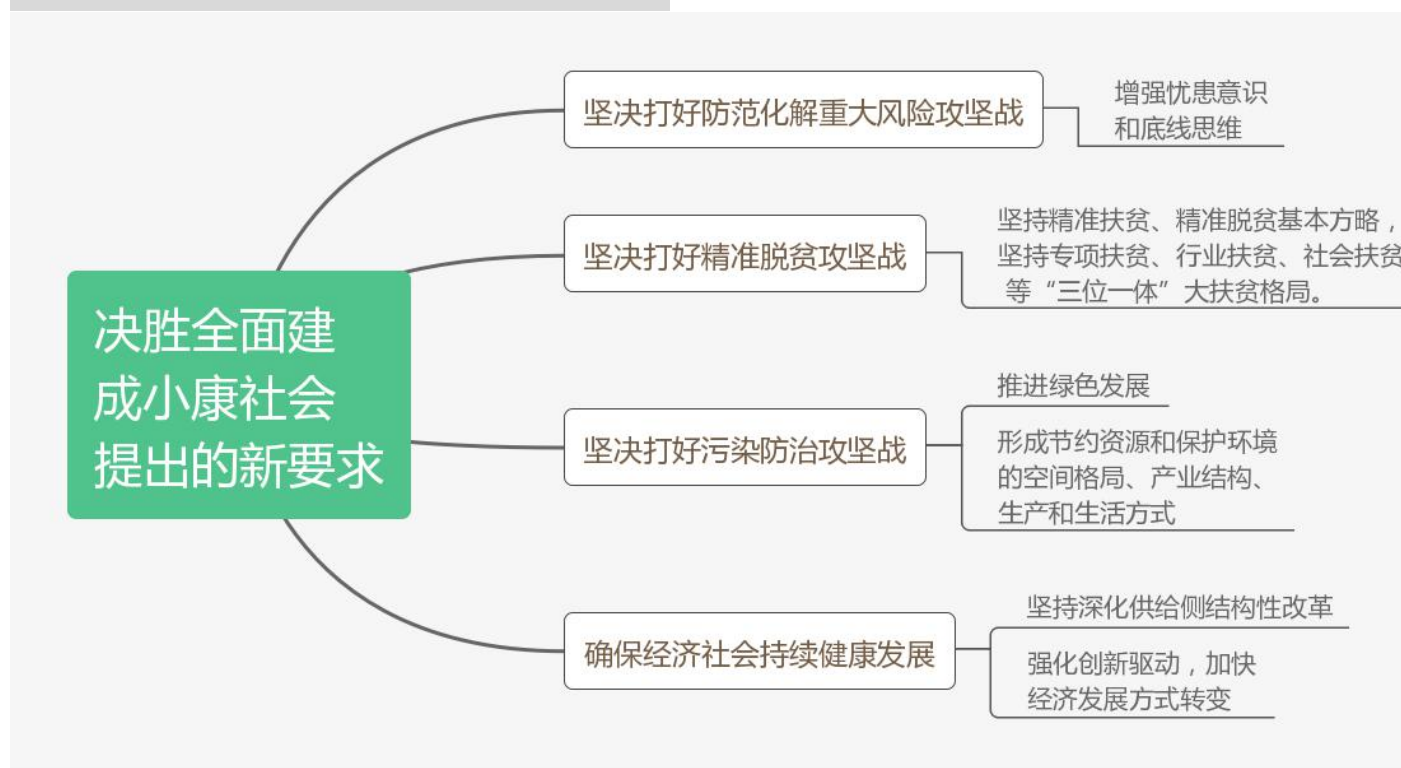 决胜全面建
成小康社会
提出的新要求
坚决打好防范化解重大风险攻坚战
增强忧患意识
和底线思维
坚决打好精准脱贫攻坚战
坚持精准扶贫、精准脱贫基本方略，
坚持专项扶贫、行业扶贫、社会扶贫
等“三位一体”大扶贫格局。
坚决打好污染防治攻坚战
推进绿色发展
形成节约资源和保护环境
的空间格局、产业结构、
生产和生活方式
确保经济社会持续健康发展
坚持深化供给侧结构性改革
强化创新驱动，加快
经济发展方式转变